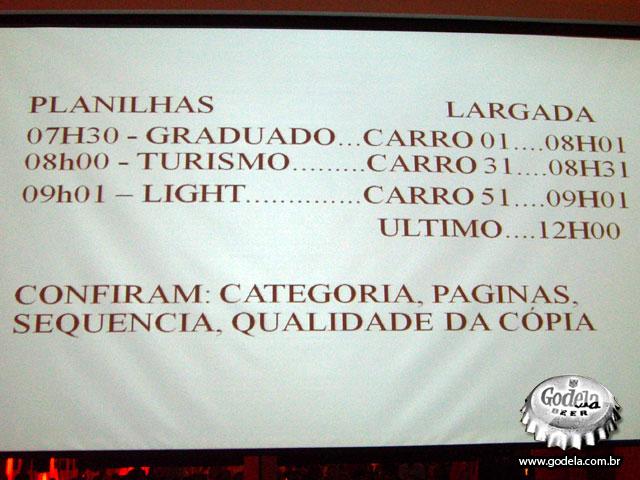 PLANILHAS LARGADA
07H30 - GRADUADO...CARRO 01....08H01
08h00 - TURISMO.........CARRO 31....08H31
09h01 – LIGHT..............CARRO 51....09H01
ULTIMO....12H00
CONFIRAM: CATEGORIA, PAGINAS,
SEQUENCIA, QUALIDADE DA CÓPIA
Godela
BEER
www.godela.com.br